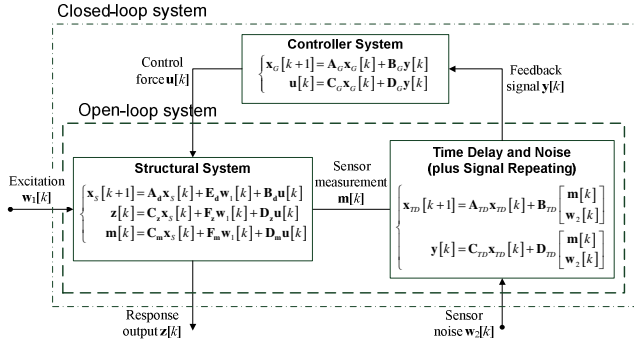 Closed-loop system
Controller System
x_G[k+1] = A_G x_G[k] + B_G y[k]
u[k] = C_G x_G[k] + D_G y[k]
Control
force u[k]
Feedback
signal y[k]
Open-loop system
Structural System
x_S[k+1] = A_d x_S[k] + E_d w_1[k] + B_d u[k]
z[k] = C_z x_S[k] + F_z w_1[k] + D_z u[k]
m[k] = C_m x_S[k] + F_m w_1[k] + D_m u[k]
Excitation
w_1[k]
Sensor
measurement
m[k]
Time Delay and Noise
(plus Signal Repeating)
x_TD[k+1] = A_TD x_TD[k] + B_TD [m[k] w_2[k]]
y[k] = C_TD x_TD[k] + D_TD [m[k] w_2[k]]
Response
output z[k]
Sensor
noise w_2[k]